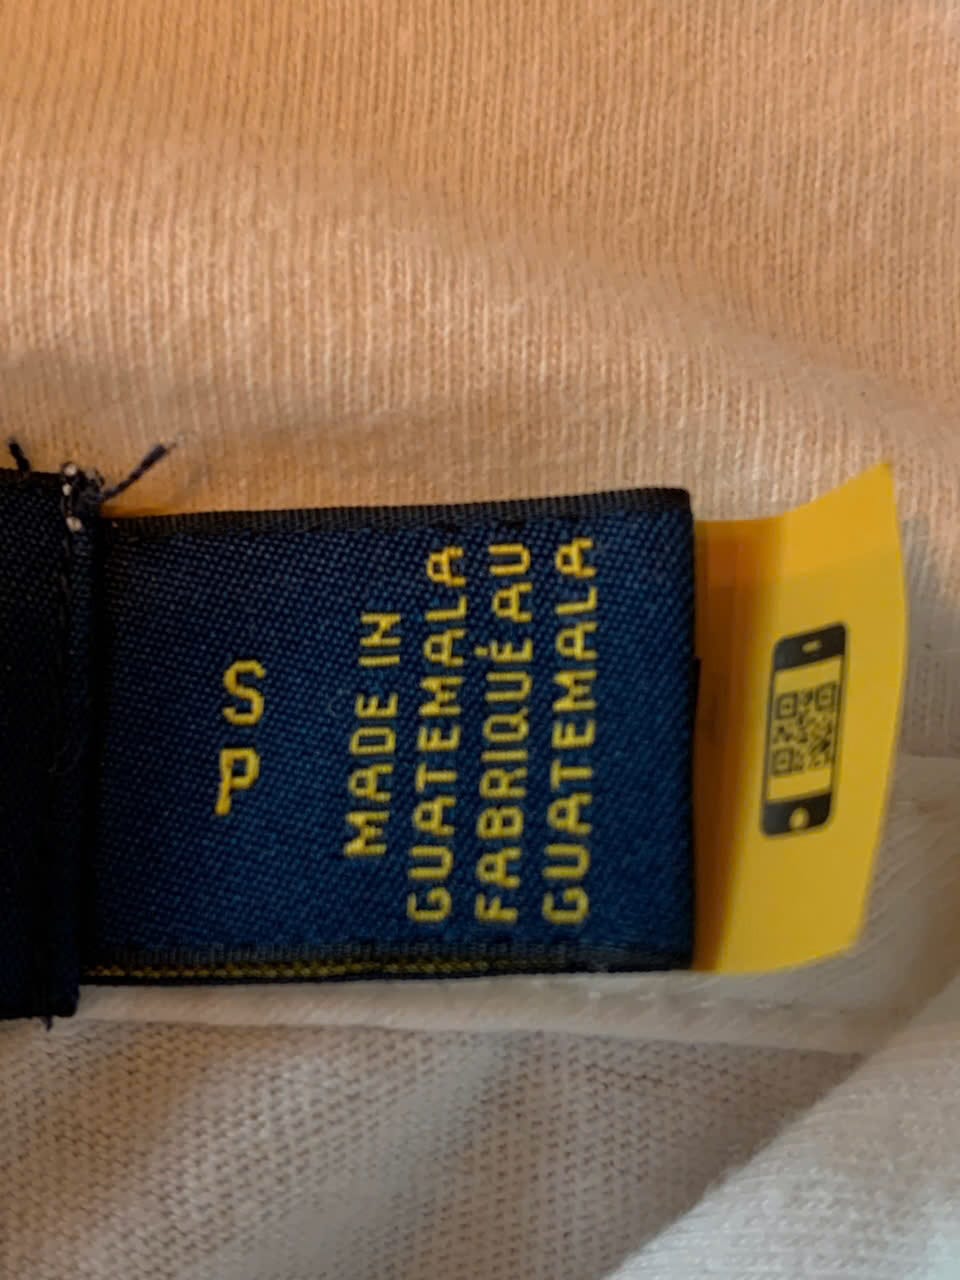 S
P
MADE IN
GUATEMALA
FABRIQUÉ AU
GUATEMALA